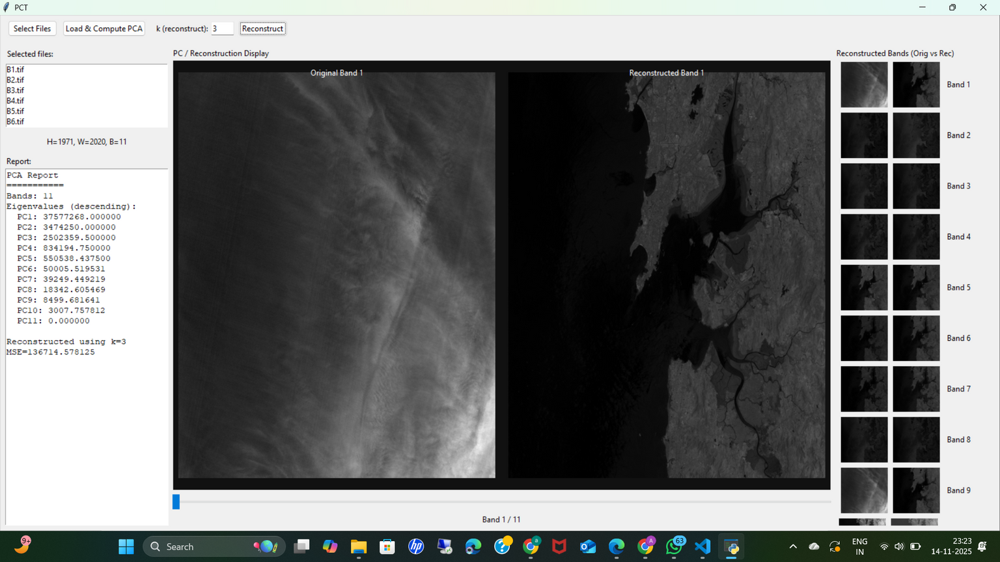 PCT
Select Files
Load & Compute PCA
k (reconstruct):
3
Reconstruct
Selected files:
B1.tif
B2.tif
B3.tif
B4.tif
B5.tif
B6.tif
H=1971, W=2020, B=11
Report:
PCA Report
===========
Bands: 11
Eigenvalues (descending):
PC1: 37577268.000000
PC2: 3474250.000000
PC3: 2502359.500000
PC4: 834194.750000
PC5: 550538.437500
PC6: 50005.519531
PC7: 39249.449219
PC8: 18342.605469
PC9: 8499.681641
PC10: 3007.757812
PC11: 0.000000
Reconstructed using k=3
MSE=136714.578125
PC / Reconstruction Display
Original Band 1
Reconstructed Band 1
Band 1 / 11
Reconstructed Bands (Orig vs Rec)
Band 1
Band 2
Band 3
Band 4
Band 5
Band 6
Band 7
Band 8
Band 9
9+
Search
63
ENG
IN
23:23
14-11-2025